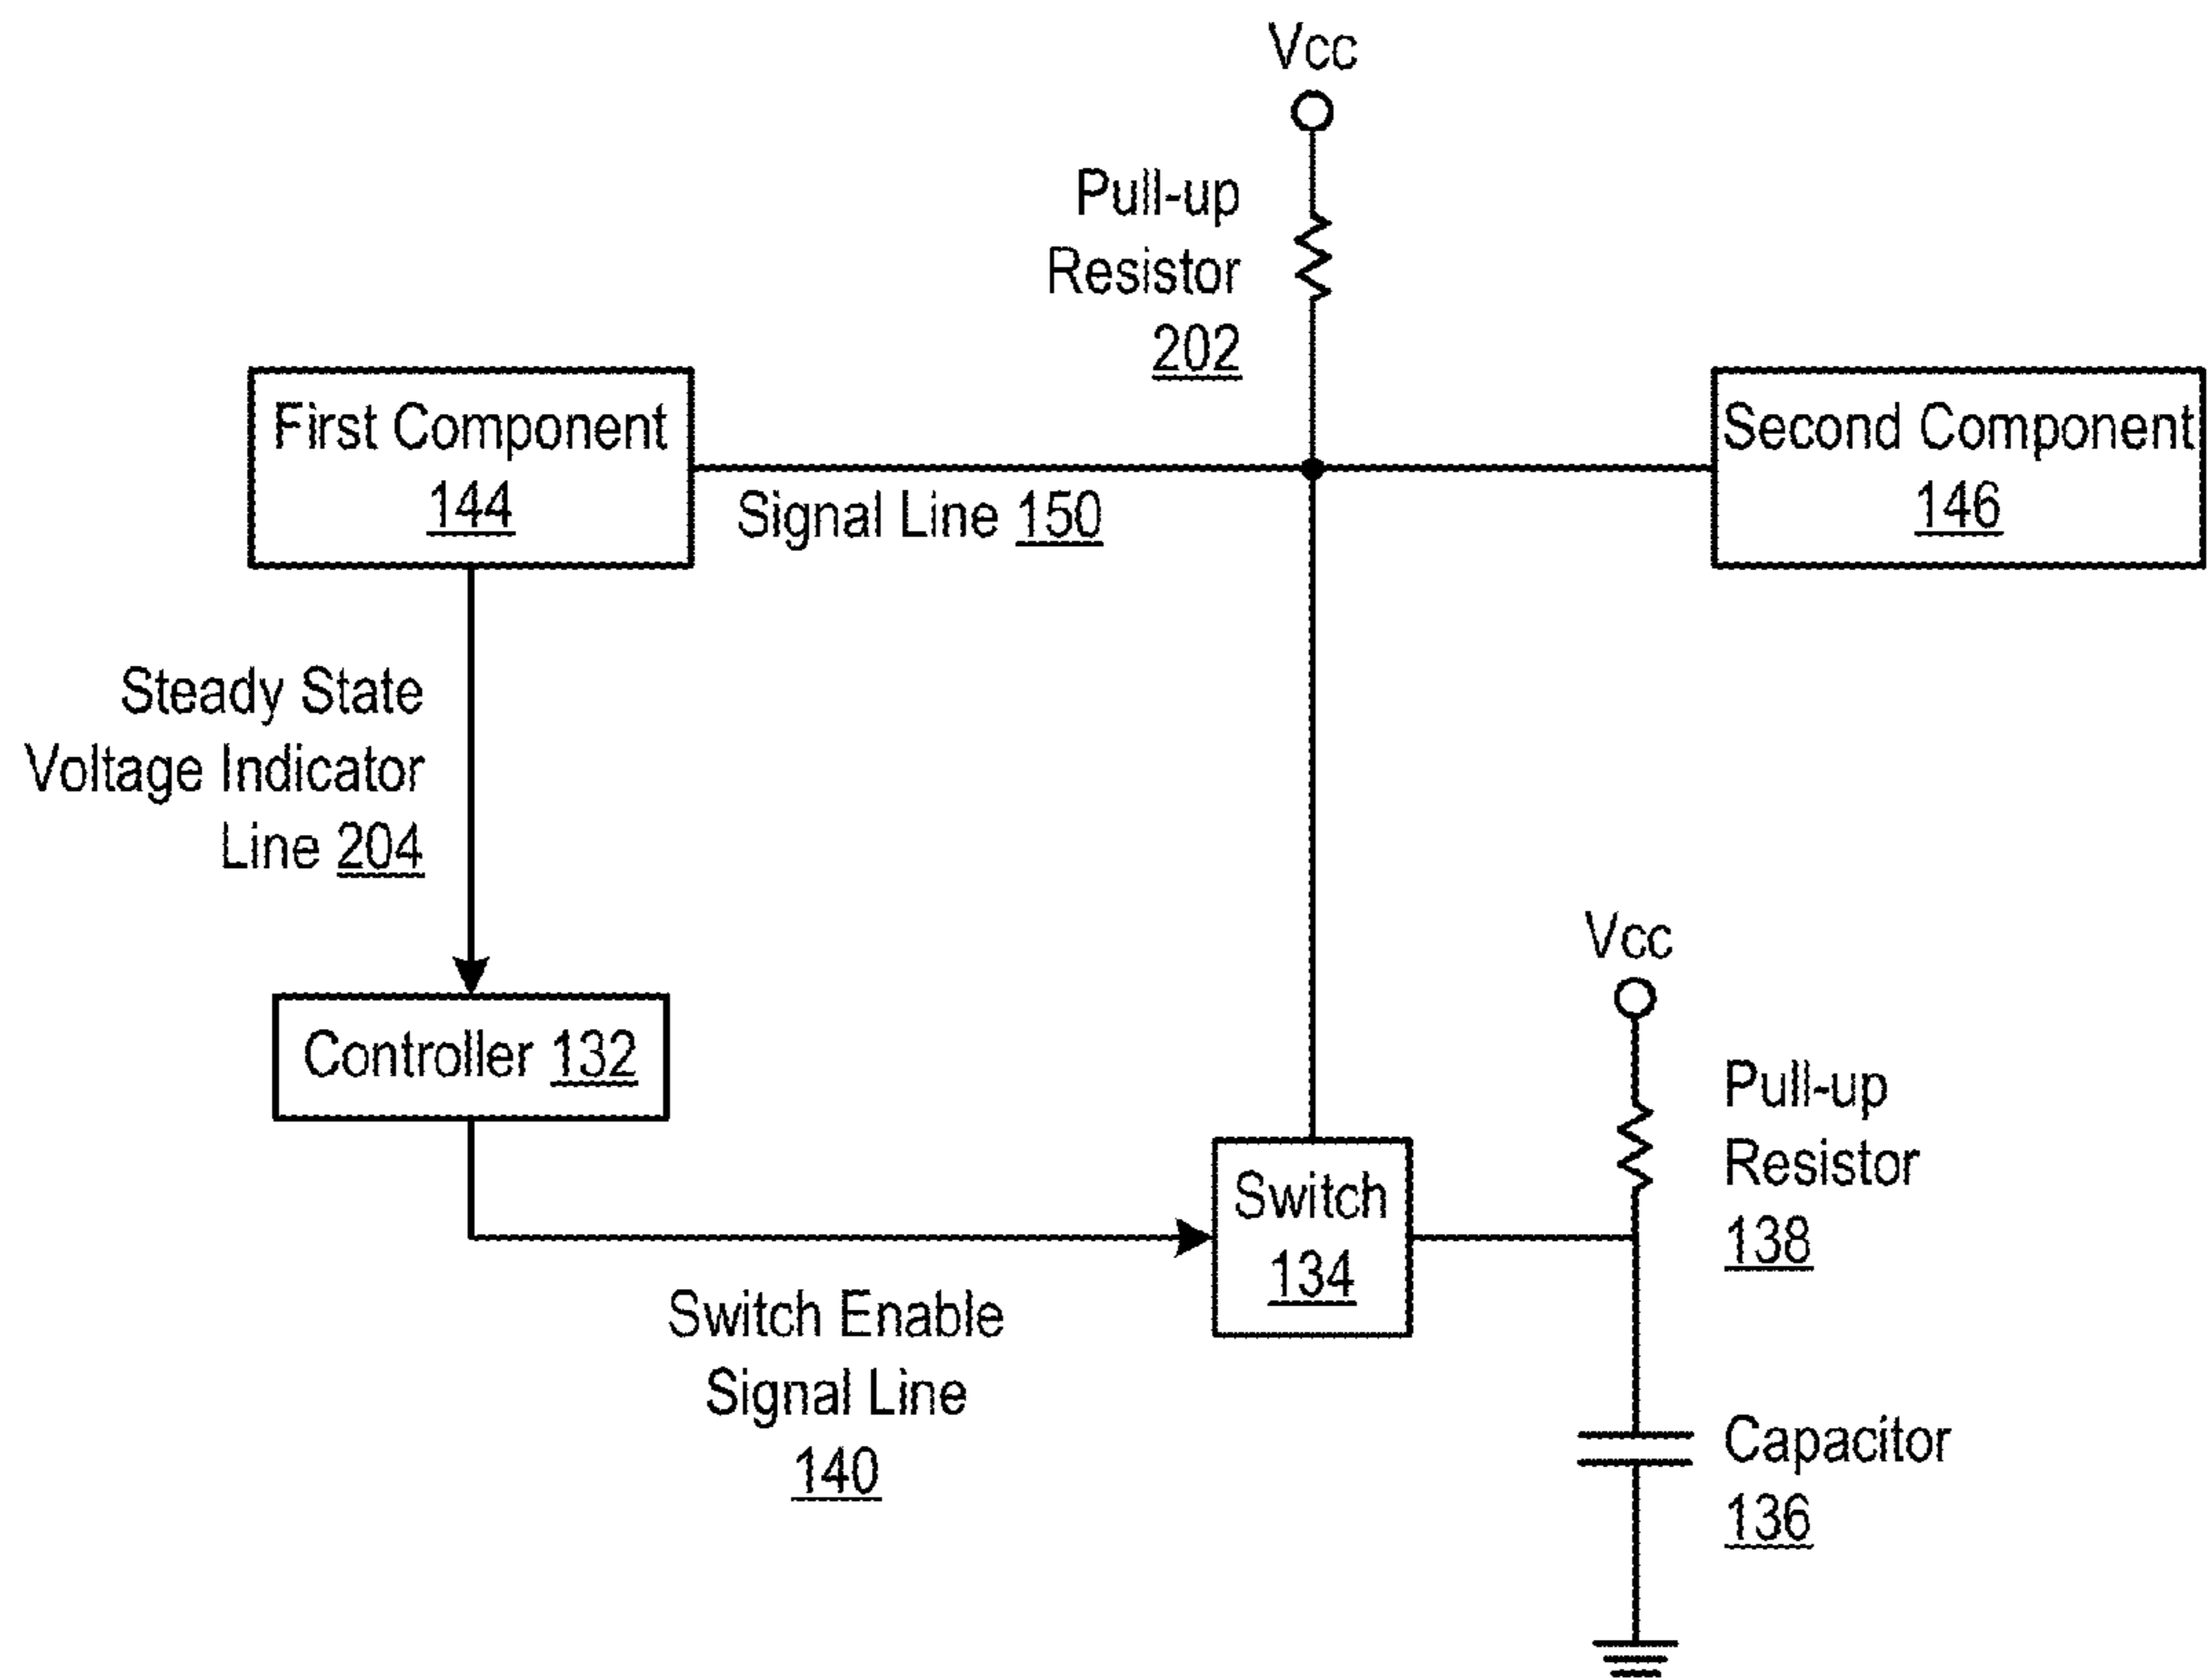 Vcc
Pull-up
Resistor
202
First Component
144
Signal Line 150
Second Component
146
Steady State
Voltage Indicator
Line 204
Controller 132
Vcc
Pull-up
Resistor
138
Switch
134
Switch Enable
Signal Line
140
Capacitor
136